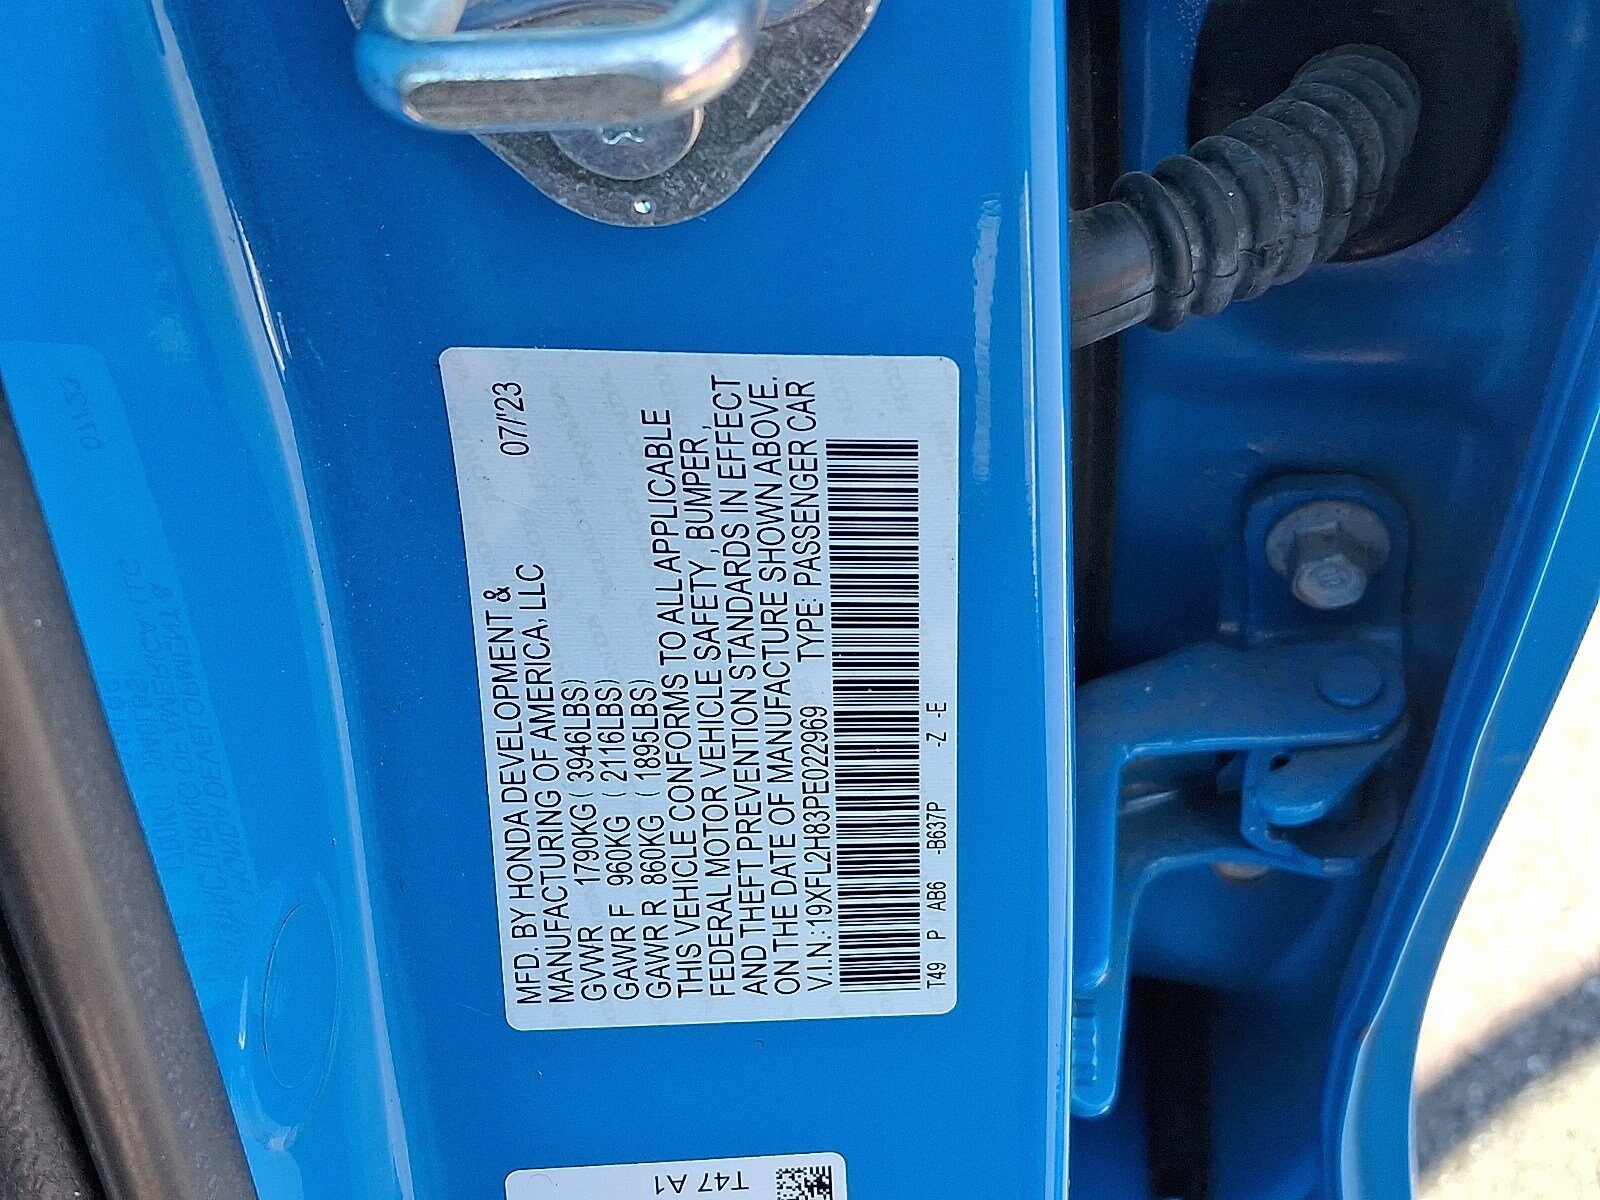 MFD. BY HONDA DEVELOPMENT & 07/'23
MANUFACTURING OF AMERICA, LLC
GVWR 1790KG ( 3946LBS)
GAWR F 960KG ( 2116LBS)
GAWR R 860KG ( 1895LBS)
THIS VEHICLE CONFORMS TO ALL APPLICABLE
FEDERAL MOTOR VEHICLE SAFETY, BUMPER,
AND THEFT PREVENTION STANDARDS IN EFFECT
ON THE DATE OF MANUFACTURE SHOWN ABOVE.
V.I.N.:19XFL2H83PE022969 TYPE: PASSENGER CAR
T49 P AB6 -B637P -Z -E
T47 A1